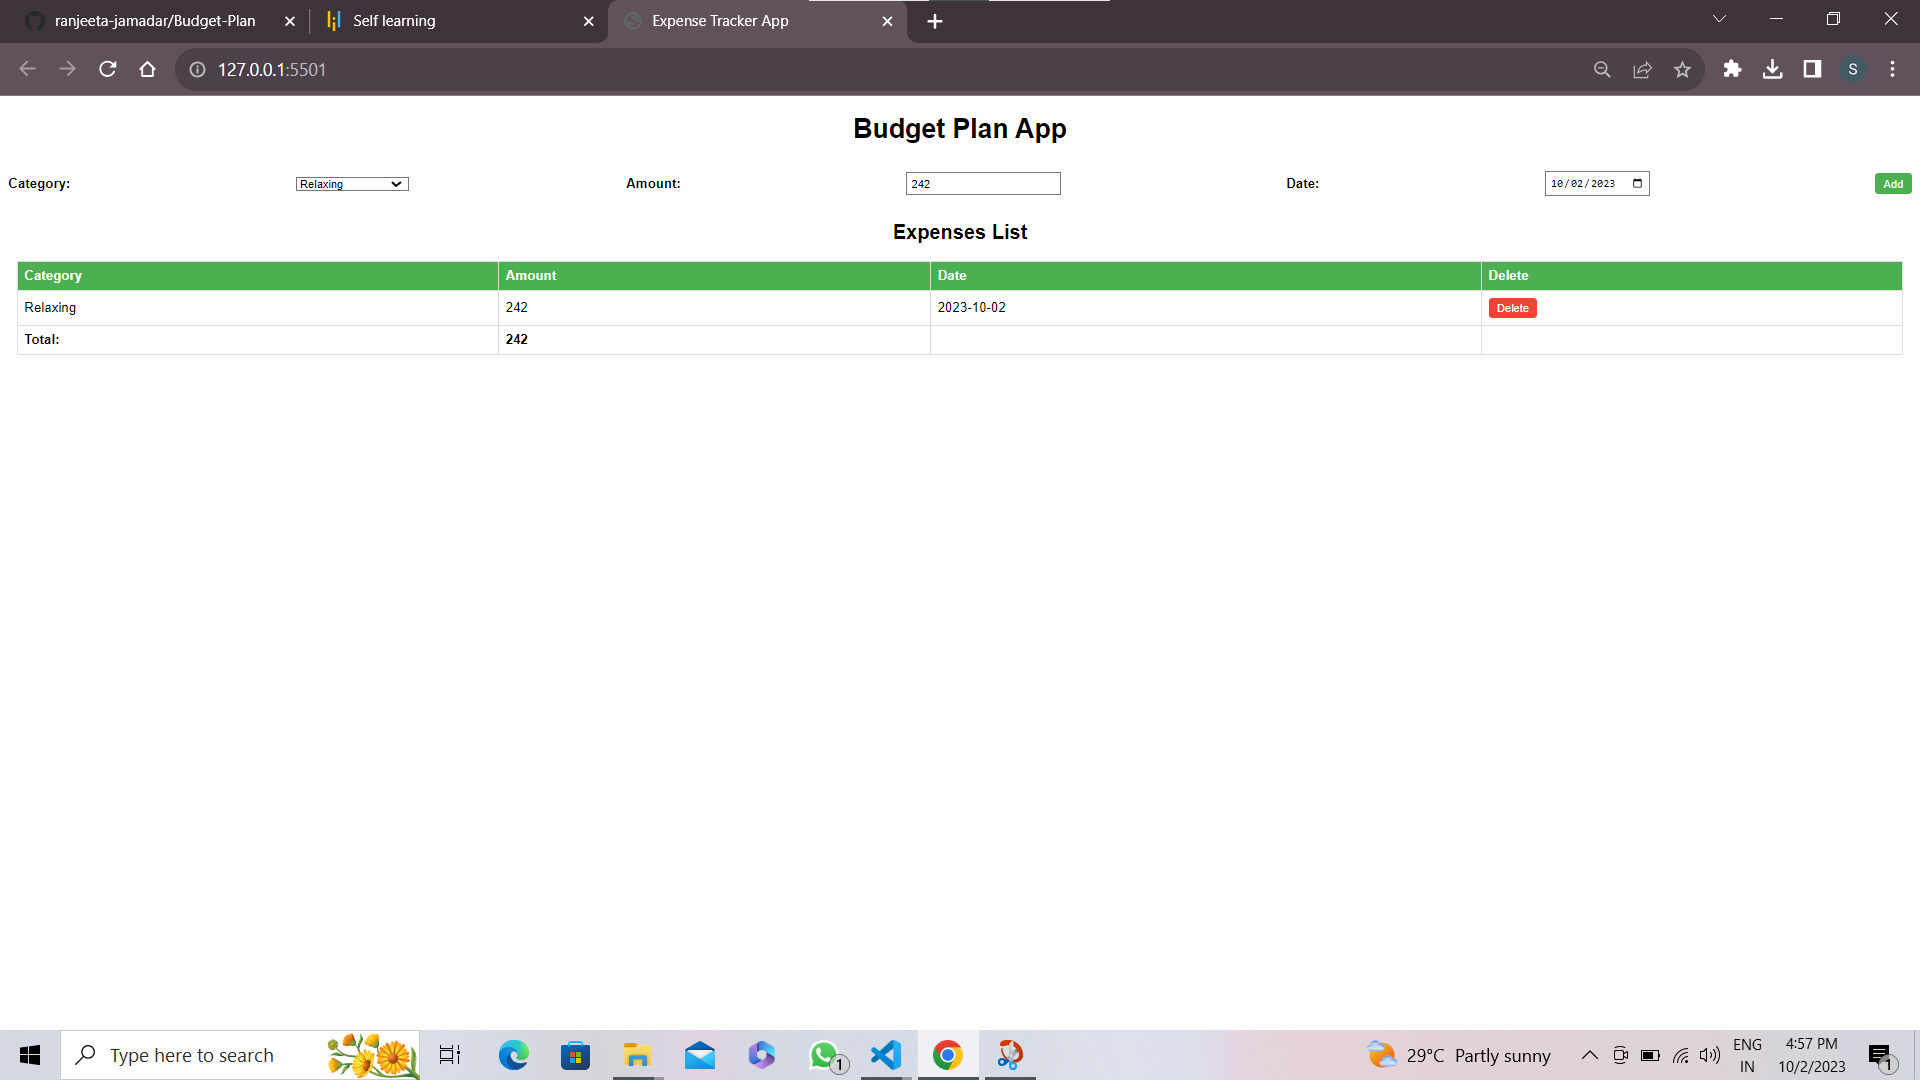 ranjeeta-jamadar/Budget-Plan
Self learning
Expense Tracker App
127.0.0.1:5501
S
Budget Plan App
Category: Relaxing Amount: 242 Date: 10/02/2023 Add
Expenses List
Category Amount Date Delete
Relaxing 242 2023-10-02 Delete
Total: 242
Type here to search
1
29°C Partly sunny
ENG
IN
4:57 PM
10/2/2023
1